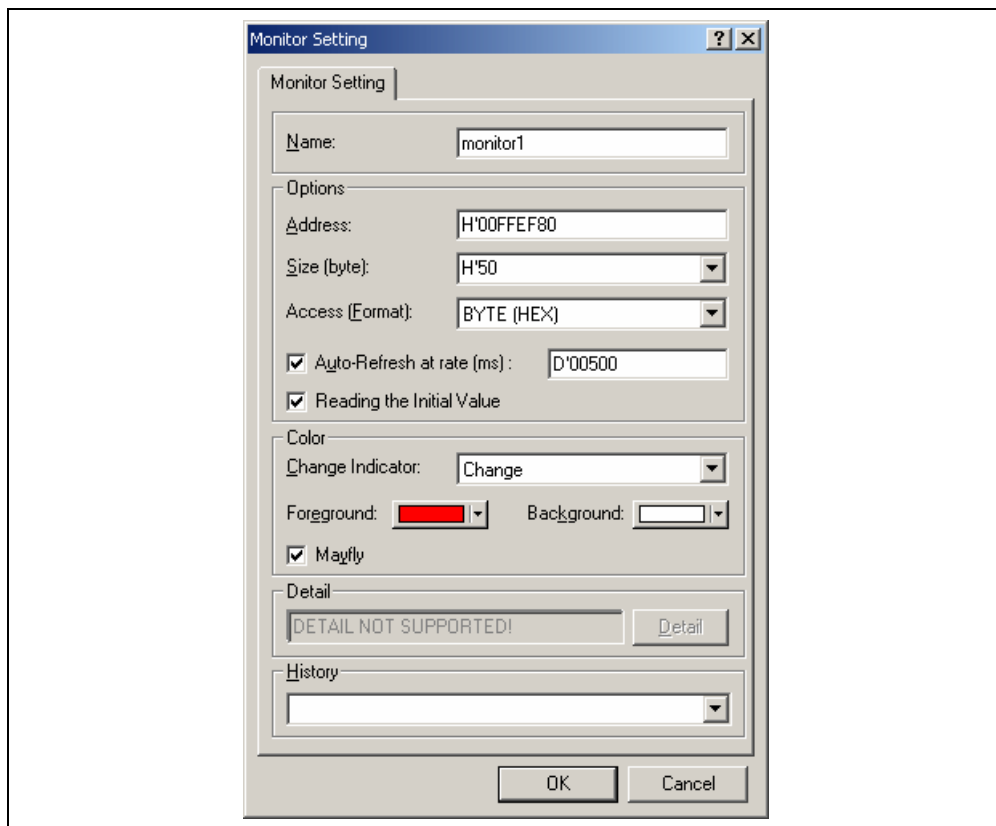 Monitor Setting
Monitor Setting
Name: monitor1
Options
Address: H'00FFEF80
Size (byte): H'50
Access (Format): BYTE (HEX)
Auto-Refresh at rate (ms) : D'00500
Reading the Initial Value
Color
Change Indicator: Change
Foreground: Background:
Mayfly
Detail
DETAIL NOT SUPPORTED! Detail
History
OK Cancel